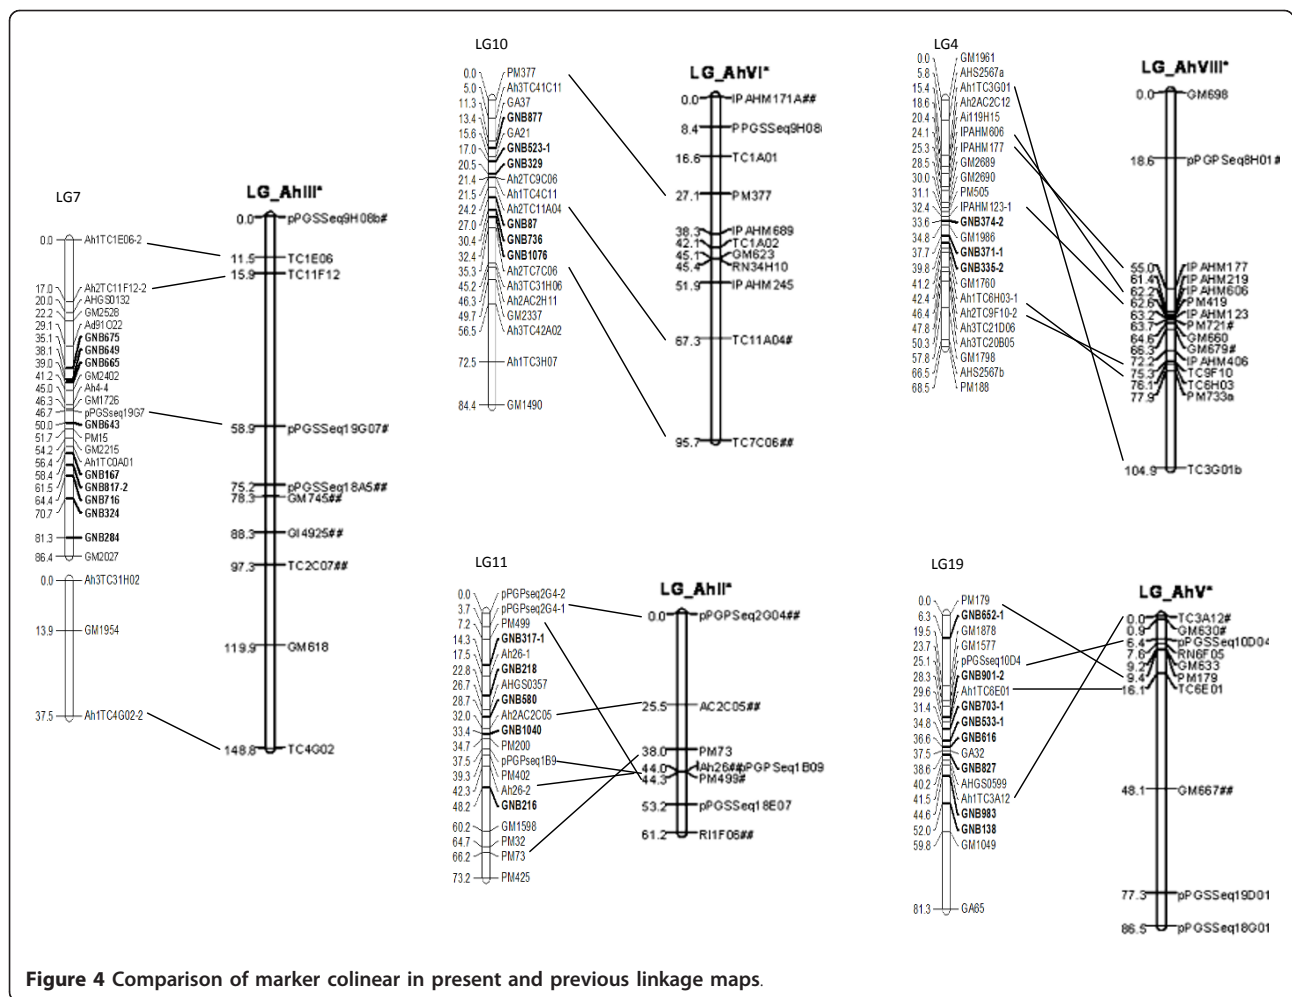 LG7
0.0 Ah1TC1E06-2
17.0 Ah2TC11F12-2
20.0 AHGS0132
22.2 GM2528
29.1 Ad91O22
35.1 GNB675
38.1 GNB649
39.0 GNB665
41.2 GM2402
45.0 Ah4-4
46.3 GM1726
46.7 pPGSseq19G7
50.0 GNB643
51.7 PM15
54.2 GM2215
56.4 Ah1TC0A01
58.4 GNB167
61.5 GNB817-2
64.4 GNB716
70.7 GNB324
81.3 GNB284
86.4 GM2027
0.0 Ah3TC31H02
13.9 GM1954
37.5 Ah1TC4G02-2
LG_AhIII*
0.0 pPGSSeq9H08b#
11.5 TC1E06
15.9 TC11F12
58.9 pPGSSeq19G07#
75.2 pPGSSeq18A5##
78.3 GM745##
88.3 GI4925##
97.3 TC2C07##
119.9 GM618
148.8 TC4G02
LG10
0.0 PM377
5.0 Ah3TC41C11
11.3 GA37
13.4 GNB877
15.6 GA21
17.0 GNB523-1
20.5 GNB329
21.4 Ah2TC9C06
21.5 Ah1TC4C11
24.2 Ah2TC11A04
27.0 GNB87
30.4 GNB736
32.4 GNB1076
35.3 Ah2TC7C06
45.2 Ah3TC31H06
46.3 Ah2AC2H11
49.7 GM2337
56.5 Ah3TC42A02
72.5 Ah1TC3H07
84.4 GM1490
LG_AhVI*
0.0 IPAHM171A##
8.4 PPGSSeq9H08
16.6 TC1A01
27.1 PM377
38.3 IPAHM689
42.1 TC1A02
45.1 GM623
45.4 RN34H10
51.9 IPAHM245
67.3 TC11A04#
95.7 TC7C06##
LG4
0.0 GM1961
5.8 AHS2567a
15.4 Ah1TC3G01
18.6 Ah2AC2C12
20.4 Ai119H15
24.1 IPAHM606
25.3 IPAHM177
28.5 GM2689
30.0 GM2690
31.1 PM505
32.4 IPAHM123-1
33.6 GNB374-2
34.8 GM1986
37.7 GNB371-1
39.8 GNB335-2
41.2 GM1760
42.4 Ah1TC6H03-1
46.4 Ah2TC9F10-2
47.8 Ah3TC21D06
50.3 Ah3TC20B05
57.8 GM1798
66.5 AHS2567b
68.5 PM188
LG_AhVIII*
0.0 GM698
18.6 pPGPSeq8H01#
55.0 IPAHM177
61.4 IPAHM219
62.2 IPAHM606
62.6 PM419
63.2 IPAHM123
63.7 PM721#
64.6 GM660
66.3 GM679#
72.2 IPAHM406
75.3 TC9F10
76.1 TC6H03
77.9 PM733a
104.9 TC3G01b
LG11
0.0 pPGPseq2G4-2
3.7 pPGPseq2G4-1
7.2 PM499
14.3 GNB317-1
17.5 Ah26-1
22.8 GNB218
26.7 AHGS0357
28.7 GNB580
32.0 Ah2AC2C05
33.4 GNB1040
34.7 PM200
37.5 pPGPseq1B9
39.3 PM402
42.3 Ah26-2
48.2 GNB216
60.2 GM1598
64.7 PM32
66.2 PM73
73.2 PM425
LG_AhII*
0.0 pPGPSeq2G04##
25.5 AC2C05##
38.0 PM73
44.0 Ah26##pPGPSeq1B09
44.3 PM499#
53.2 pPGSSeq18E07
61.2 RI1F06##
LG19
0.0 PM179
6.3 GNB652-1
19.5 GM1878
23.7 GM1577
25.1 pPGSseq10D4
28.3 GNB901-2
29.6 Ah1TC6E01
31.4 GNB703-1
34.8 GNB533-1
36.6 GNB616
37.5 GA32
38.6 GNB827
40.2 AHGS0599
41.5 Ah1TC3A12
44.6 GNB983
52.0 GNB138
59.8 GM1049
81.3 GA65
LG_AhV*
0.0 TC3A12#
0.9 GM630#
6.4 pPGSSeq10D04
7.6 RN6F05
9.2 GM633
9.4 PM179
16.1 TC6E01
48.1 GM667##
77.3 pPGSSeq19D01
86.5 pPGSSeq18G01
Figure 4 Comparison of marker colinear in present and previous linkage maps.